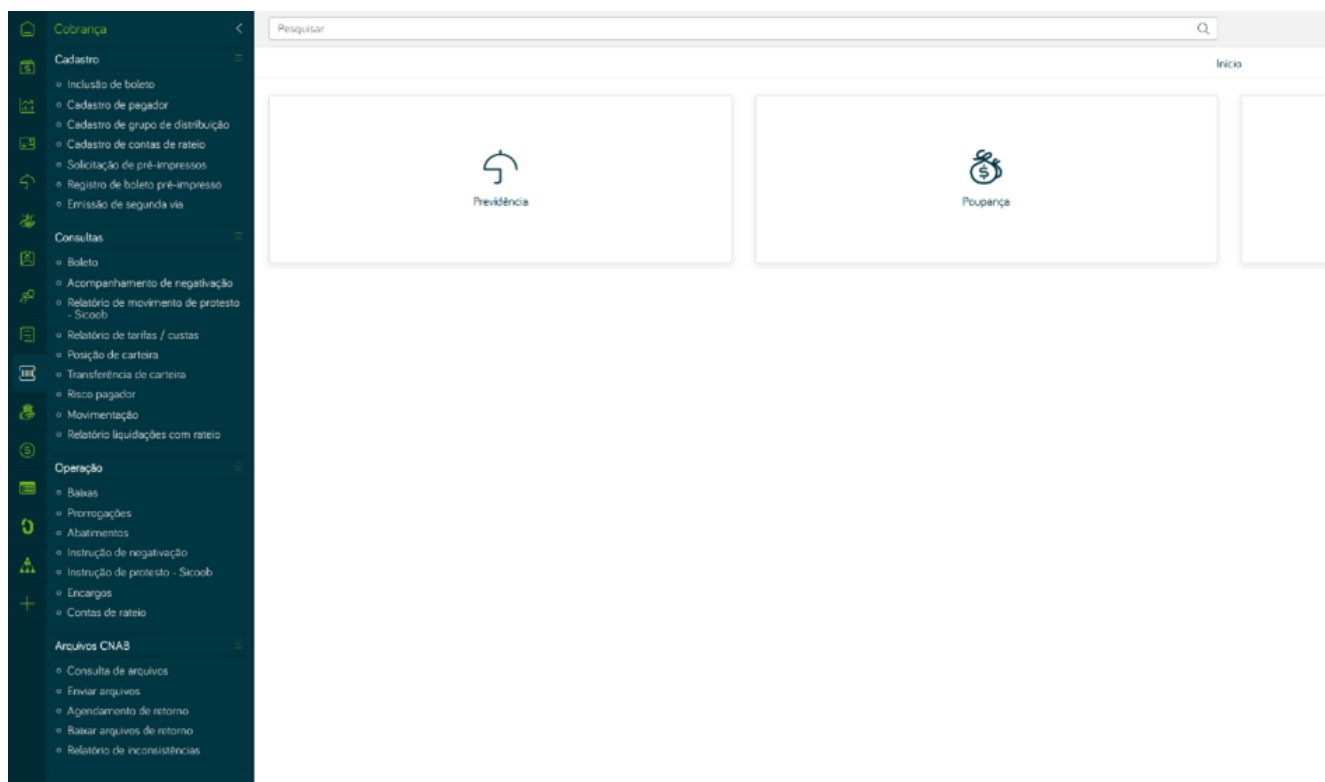 Cobrança
Cadastro
Inclusão de boleto
Cadastro de pagador
Cadastro de grupo de distribuição
Cadastro de contas de rateio
Solicitação de pré-impressos
Registro de boleto pré-impresso
Emissão de segunda via
Consultas
Boleto
Acompanhamento de negativação
Relatório de movimento de protesto
- Sicoob
Relatório de tarifas / custas
Posição de carteira
Transferência de carteira
Risco pagador
Movimentação
Relatório liquidações com rateio
Operação
Baixas
Prorrogações
Abatimentos
Instrução de negativação
Instrução de protesto - Sicoob
Encargos
Contas de rateio
Arquivos CNAB
Consulta de arquivos
Enviar arquivos
Agendamento de retorno
Baixar arquivos de retorno
Relatório de inconsistências
Pesquisar
Início
Previdência
Poupança